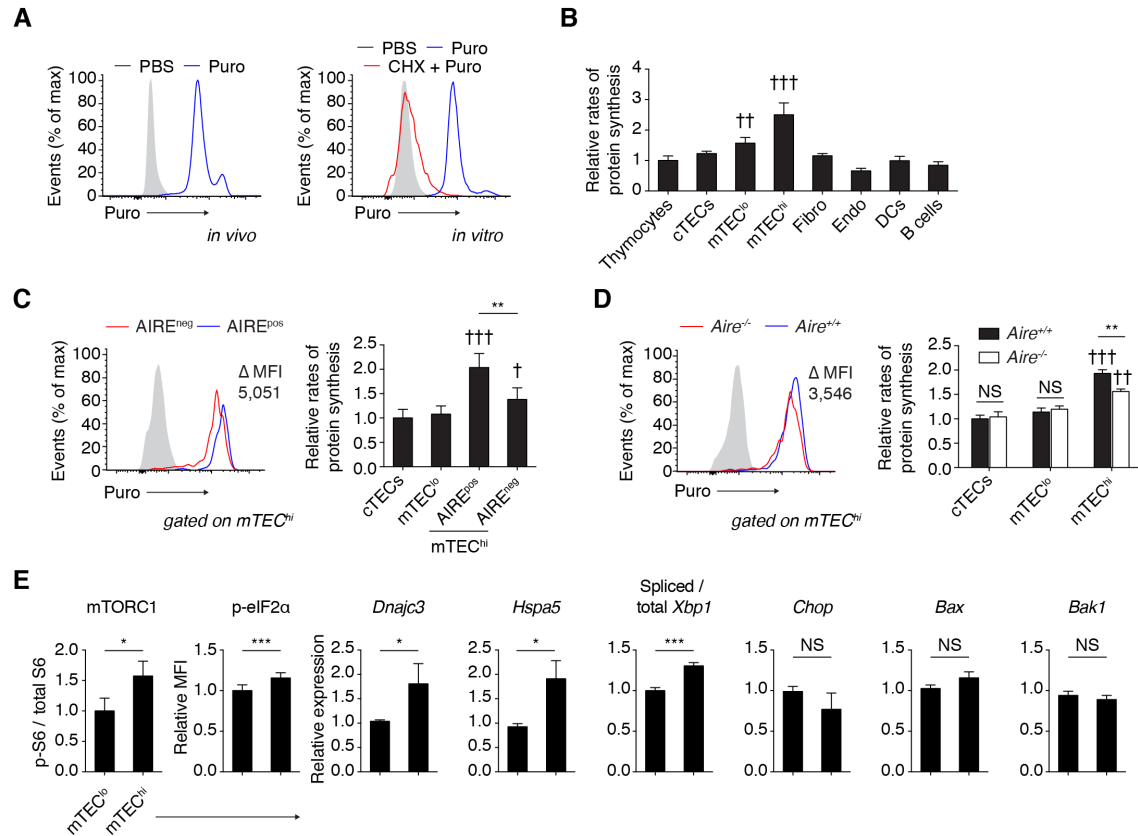 A
PBS Puro
Events (% of max)
100
80
60
40
20
0
Puro
in vivo
PBS Puro
CHX + Puro
Events (% of max)
100
80
60
40
20
0
Puro
in vitro
B
Relative rates of
protein synthesis
4
3
2
1
0
††
†††
Thymocytes
cTECs
mTEClo
mTEChi
Fibro
Endo
DCs
B cells
C
AIREneg AIREpos
Events (% of max)
100
80
60
40
20
0
Δ MFI
5,051
Puro
gated on mTEChi
Relative rates of
protein synthesis
2.5
2.0
1.5
1.0
0.5
0.0
**
†††
†
cTECs
mTEClo
AIREpos
AIREneg
mTEChi
D
Aire-/- Aire+/+
Events (% of max)
100
80
60
40
20
0
Δ MFI
3,546
Puro
gated on mTEChi
Relative rates of
protein synthesis
2.5
2.0
1.5
1.0
0.5
0.0
Aire+/+
Aire-/-
NS
NS
**
†††
††
cTECs
mTEClo
mTEChi
E
mTORC1
p-S6 / total S6
2.0
1.5
1.0
0.5
0.0
*
mTEClo
mTEChi
p-eIF2α
Relative MFI
1.5
1.0
0.5
0.0
***
Dnajc3
Relative expression
2.5
2.0
1.5
1.0
0.5
0.0
*
Hspa5
2.5
2.0
1.5
1.0
0.5
0.0
*
Spliced /
total Xbp1
1.5
1.0
0.5
0.0
***
Chop
1.5
1.0
0.5
0.0
NS
Bax
1.5
1.0
0.5
0.0
NS
Bak1
1.5
1.0
0.5
0.0
NS